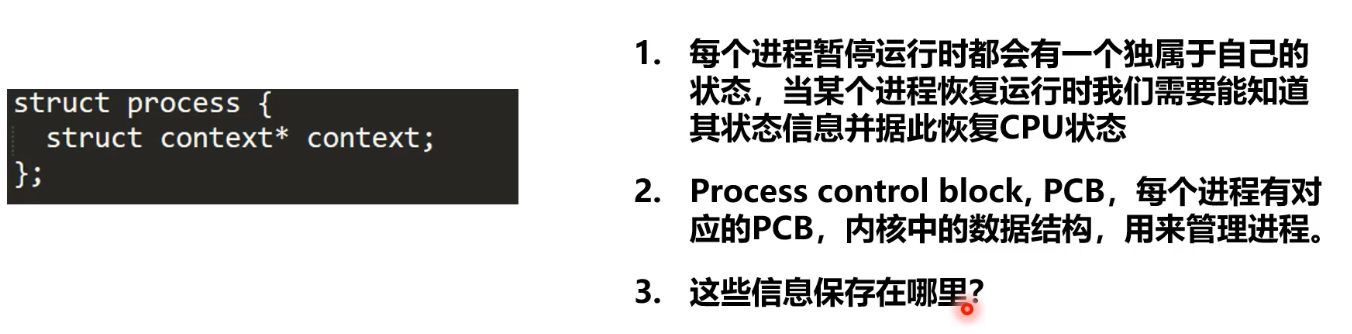 struct process {
  struct context* context;
};
1. 每个进程暂停运行时都会有一个独属于自己的
状态，当某个进程恢复运行时我们需要能知道
其状态信息并据此恢复CPU状态
2. Process control block, PCB，每个进程有对
应的PCB，内核中的数据结构，用来管理进程。
3. 这些信息保存在哪里？